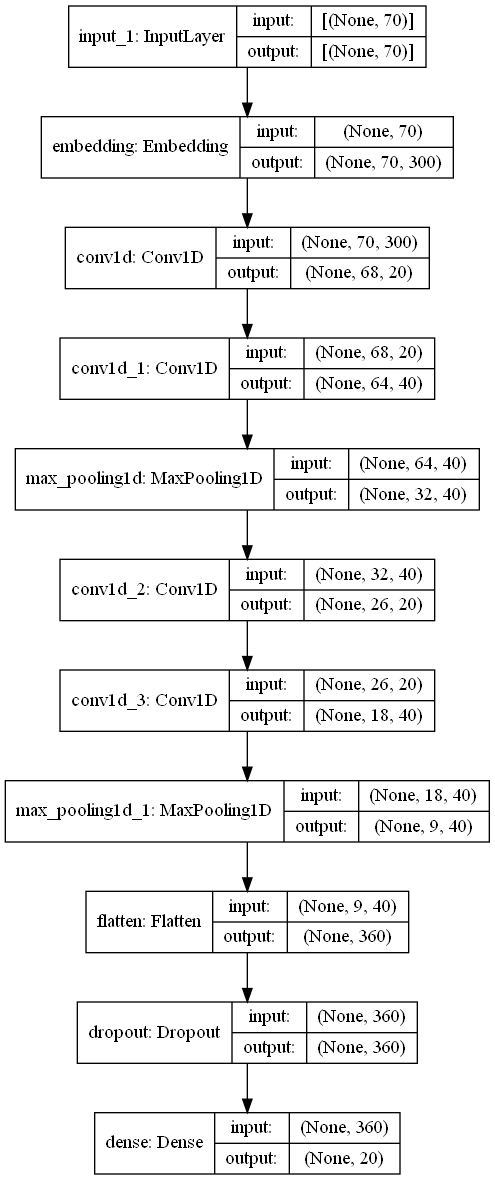 input_1: InputLayer input: [(None, 70)]
output: [(None, 70)]
embedding: Embedding input: (None, 70)
output: (None, 70, 300)
conv1d: Conv1D input: (None, 70, 300)
output: (None, 68, 20)
conv1d_1: Conv1D input: (None, 68, 20)
output: (None, 64, 40)
max_pooling1d: MaxPooling1D input: (None, 64, 40)
output: (None, 32, 40)
conv1d_2: Conv1D input: (None, 32, 40)
output: (None, 26, 20)
conv1d_3: Conv1D input: (None, 26, 20)
output: (None, 18, 40)
max_pooling1d_1: MaxPooling1D input: (None, 18, 40)
output: (None, 9, 40)
flatten: Flatten input: (None, 9, 40)
output: (None, 360)
dropout: Dropout input: (None, 360)
output: (None, 360)
dense: Dense input: (None, 360)
output: (None, 20)